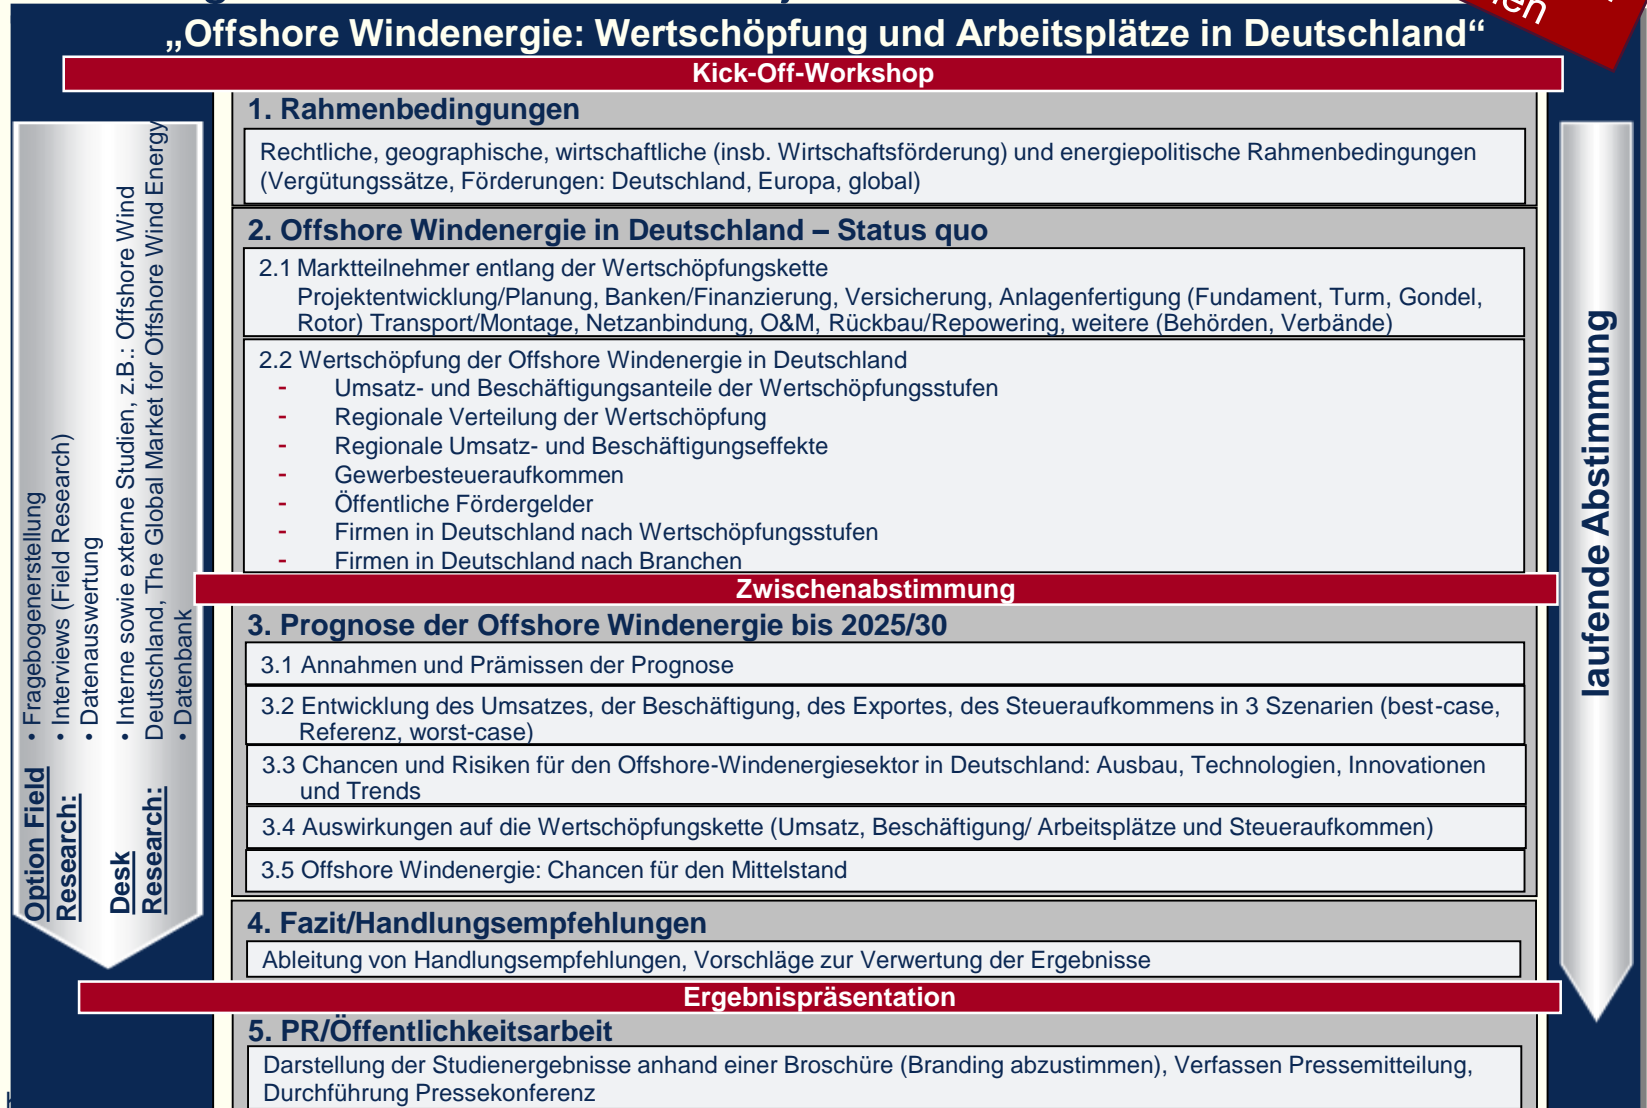 „Offshore Windenergie: Wertschöpfung und Arbeitsplätze in Deutschland“
Kick-Off-Workshop
1. Rahmenbedingungen
Rechtliche, geographische, wirtschaftliche (insb. Wirtschaftsförderung) und energiepolitische Rahmenbedingungen
(Vergütungssätze, Förderungen: Deutschland, Europa, global)
2. Offshore Windenergie in Deutschland – Status quo
2.1 Marktteilnehmer entlang der Wertschöpfungskette
Projektentwicklung/Planung, Banken/Finanzierung, Versicherung, Anlagenfertigung (Fundament, Turm, Gondel,
Rotor) Transport/Montage, Netzanbindung, O&M, Rückbau/Repowering, weitere (Behörden, Verbände)
2.2 Wertschöpfung der Offshore Windenergie in Deutschland
- Umsatz- und Beschäftigungsanteile der Wertschöpfungsstufen
- Regionale Verteilung der Wertschöpfung
- Regionale Umsatz- und Beschäftigungseffekte
- Gewerbesteueraufkommen
- Öffentliche Fördergelder
- Firmen in Deutschland nach Wertschöpfungsstufen
- Firmen in Deutschland nach Branchen
Zwischenabstimmung
3. Prognose der Offshore Windenergie bis 2025/30
3.1 Annahmen und Prämissen der Prognose
3.2 Entwicklung des Umsatzes, der Beschäftigung, des Exportes, des Steueraufkommens in 3 Szenarien (best-case,
Referenz, worst-case)
3.3 Chancen und Risiken für den Offshore-Windenergiesektor in Deutschland: Ausbau, Technologien, Innovationen
und Trends
3.4 Auswirkungen auf die Wertschöpfungskette (Umsatz, Beschäftigung/ Arbeitsplätze und Steueraufkommen)
3.5 Offshore Windenergie: Chancen für den Mittelstand
4. Fazit/Handlungsempfehlungen
Ableitung von Handlungsempfehlungen, Vorschläge zur Verwertung der Ergebnisse
Ergebnispräsentation
5. PR/Öffentlichkeitsarbeit
Darstellung der Studienergebnisse anhand einer Broschüre (Branding abzustimmen), Verfassen Pressemitteilung,
Durchführung Pressekonferenz
Option Field
Research:
• Fragebogenerstellung
• Interviews (Field Research)
• Datenauswertung
Desk
Research:
• Interne sowie externe Studien, z.B.: Offshore Wind
Deutschland, The Global Market for Offshore Wind Energy
• Datenbank
laufende Abstimmung